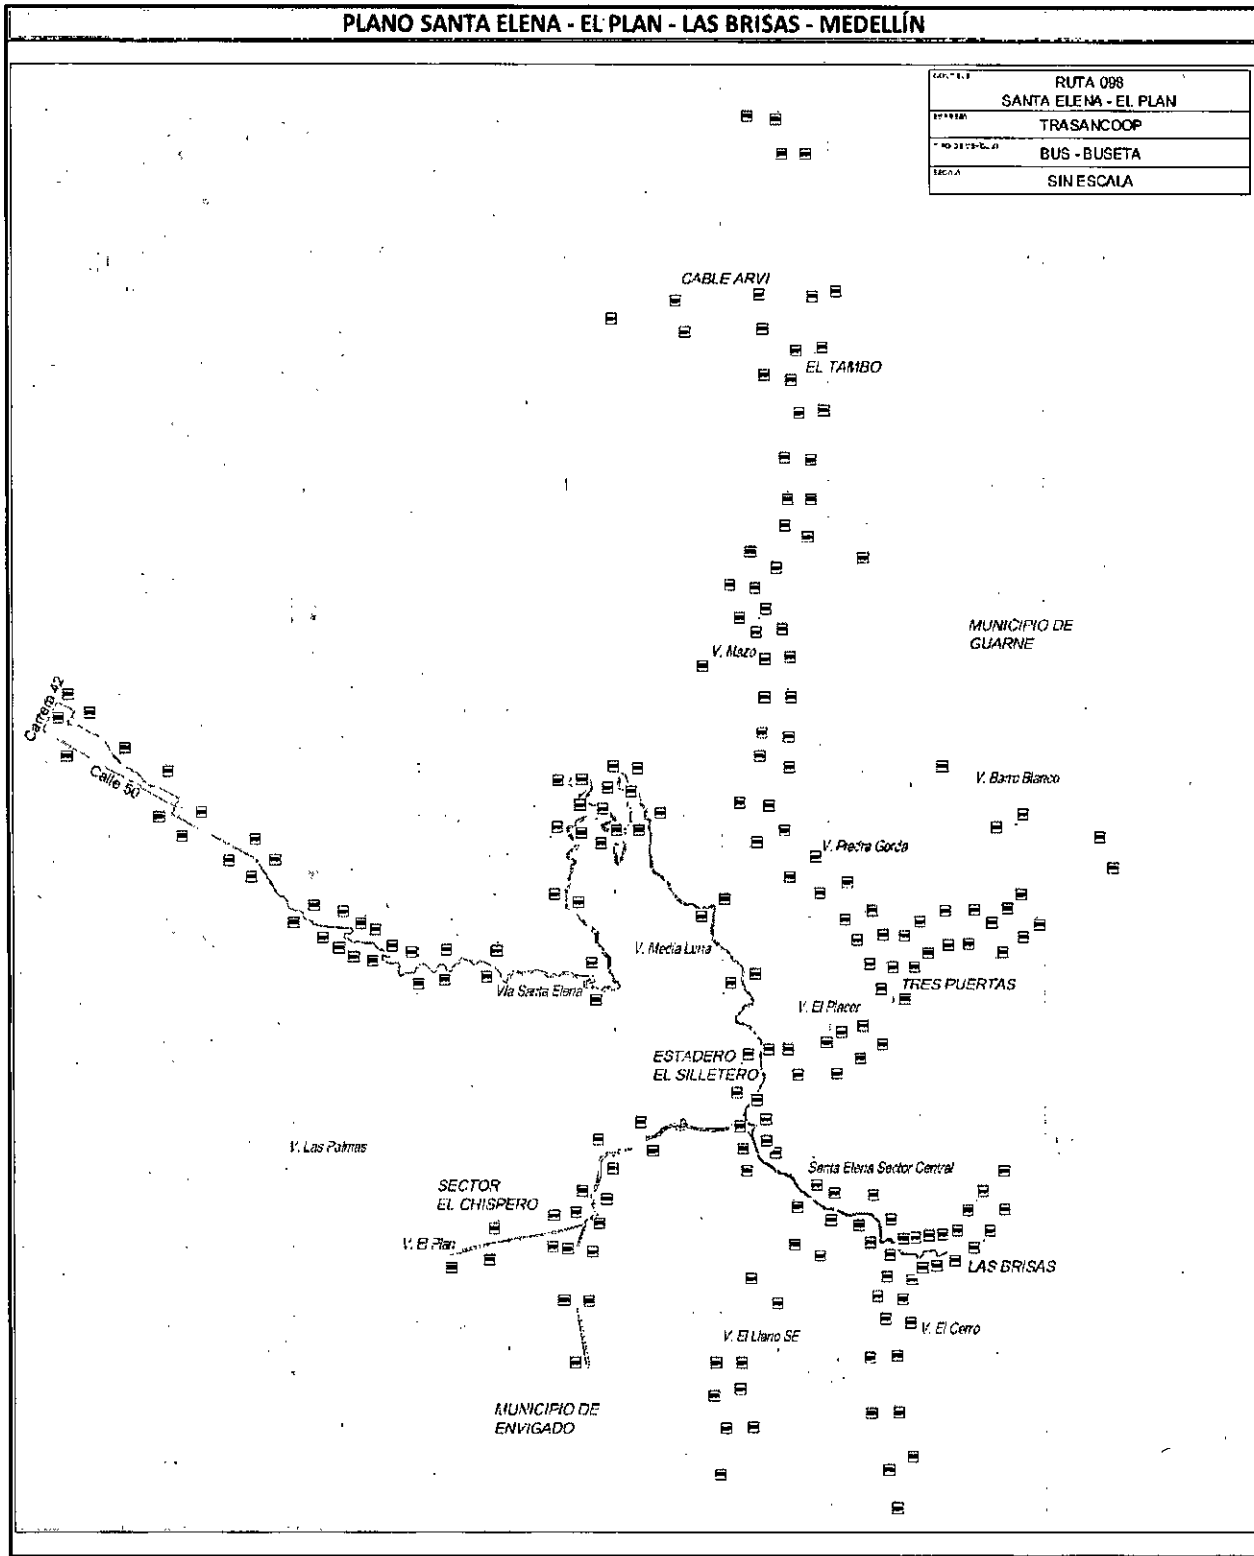 PLANO SANTA ELENA - EL PLAN - LAS BRISAS - MEDELLÍN
RUTA 098
SANTA ELENA - EL PLAN
TRASANCOOP
BUS - BUSETA
SIN ESCALA
CABLE ARVI
EL TAMBO
MUNICIPIO DE
GUARNE
V. Mazo
Carrera 42
Calle 50
V. Barro Blanco
V. Piedra Gorda
V. Media Luna
TRES PUERTAS
Vía Santa Elena
V. El Placer
ESTADERO
EL SILLETERO
V. Las Palmas
Santa Elena Sector Central
SECTOR
EL CHISPERO
V. El Plan
LAS BRISAS
V. El Cerro
V. El Llano SE
MUNICIPIO DE
ENVIGADO